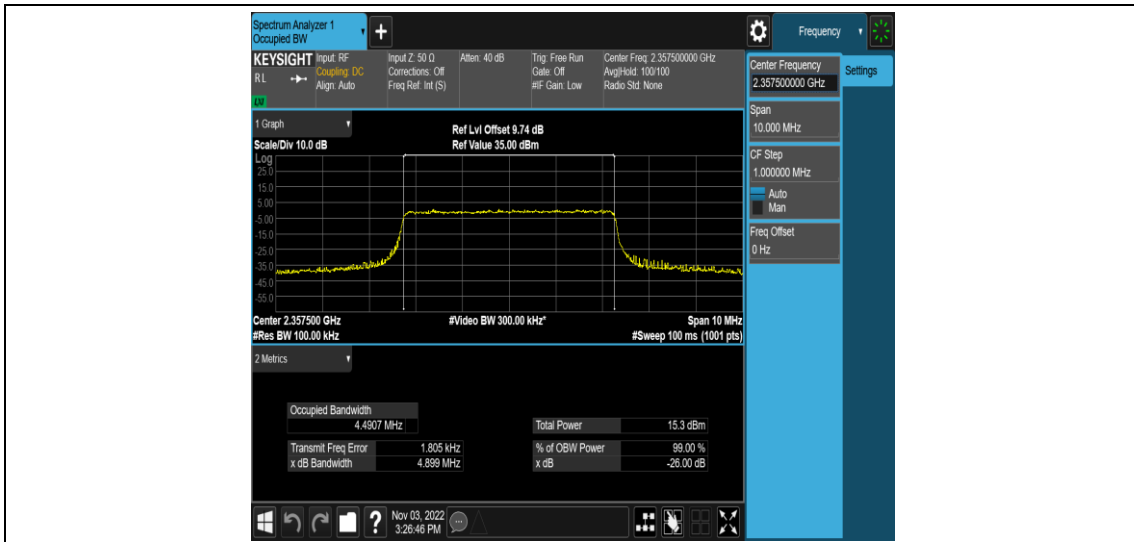 Spectrum Analyzer 1
Occupied BW
+
Frequency
KEYSIGHT
RL
Input: RF
Coupling: DC
Align: Auto
Input Z: 50 Ω
Corrections: Off
Freq Ref: Int (S)
Atten: 40 dB
Trig: Free Run
Gate: Off
#IF Gain: Low
Center Freq: 2.357500000 GHz
Avg|Hold: 100/100
Radio Std: None
Center Frequency
2.357500000 GHz
Settings
Span
10.000 MHz
CF Step
1.000000 MHz
Auto
Man
Freq Offset
0 Hz
1 Graph
Scale/Div 10.0 dB
Ref Lvl Offset 9.74 dB
Ref Value 35.00 dBm
Log
25.0
15.0
5.00
-5.00
-15.0
-25.0
-35.0
-45.0
-55.0
Center 2.357500 GHz
#Res BW 100.00 kHz
#Video BW 300.00 kHz*
Span 10 MHz
#Sweep 100 ms (1001 pts)
2 Metrics
Occupied Bandwidth
4.4907 MHz
Total Power 15.3 dBm
Transmit Freq Error 1.805 kHz
% of OBW Power 99.00 %
x dB Bandwidth 4.899 MHz
x dB -26.00 dB
?
Nov 03, 2022
3:26:46 PM